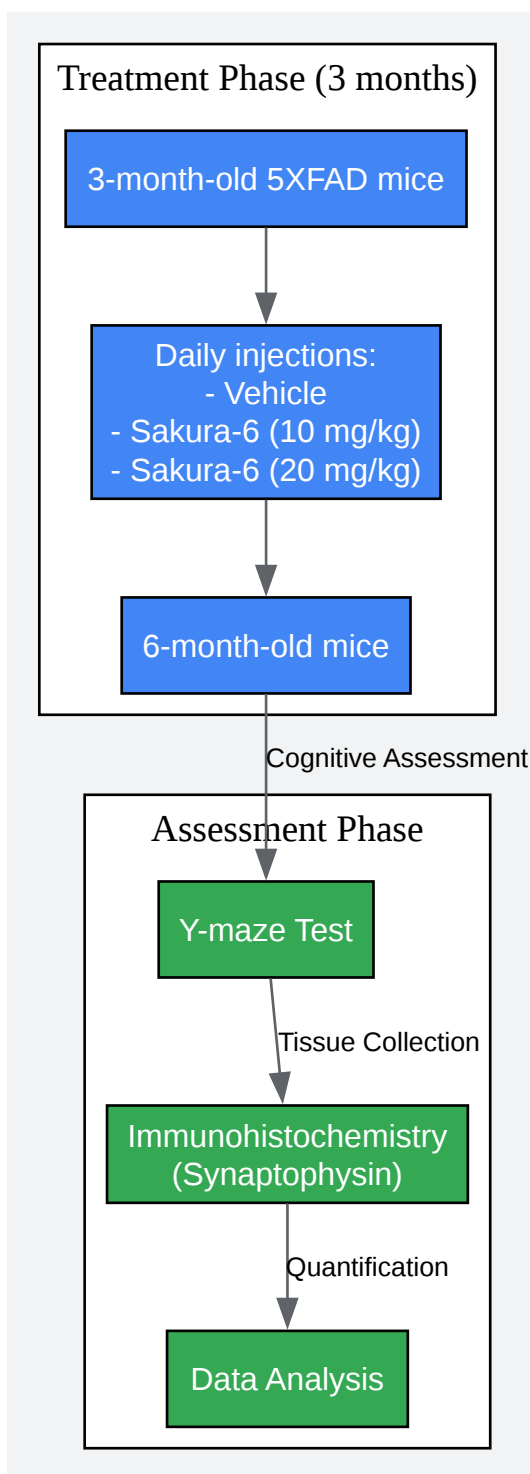 Treatment Phase (3 months)
3-month-old 5XFAD mice
Daily injections:
- Vehicle
- Sakura-6 (10 mg/kg)
- Sakura-6 (20 mg/kg)
6-month-old mice
Cognitive Assessment
Assessment Phase
Y-maze Test
Tissue Collection
Immunohistochemistry
(Synaptophysin)
Quantification
Data Analysis